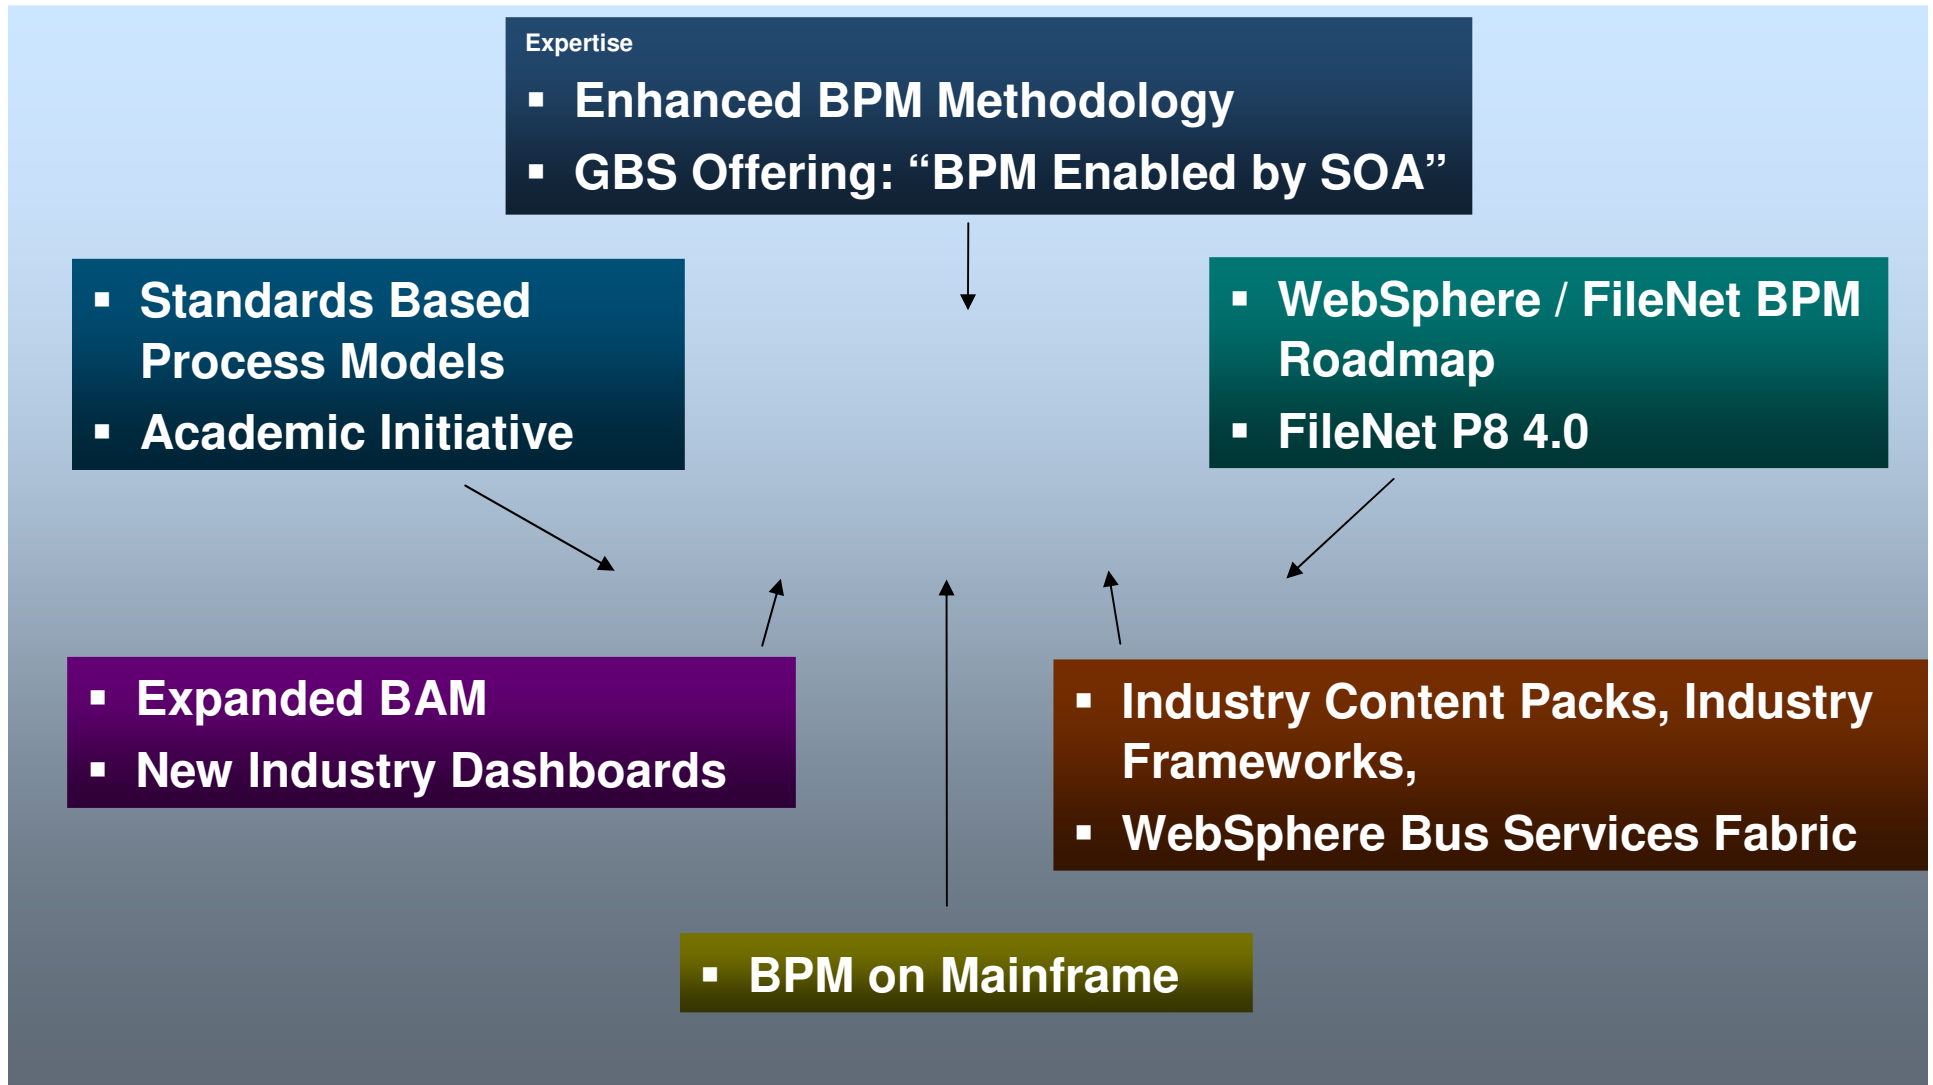 Expertise
▪ Enhanced BPM Methodology
▪ GBS Offering: “BPM Enabled by SOA”
▪ Standards Based
Process Models
▪ Academic Initiative
▪ WebSphere / FileNet BPM
Roadmap
▪ FileNet P8 4.0
▪ Expanded BAM
▪ New Industry Dashboards
▪ Industry Content Packs, Industry
Frameworks,
▪ WebSphere Bus Services Fabric
▪ BPM on Mainframe